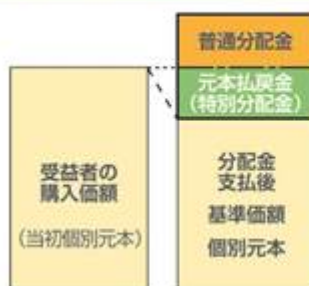 普通分配金
元本払戻金
（特別分配金）
受益者の
購入価額
（当初個別元本）
分配金
支払後
基準価額
個別元本